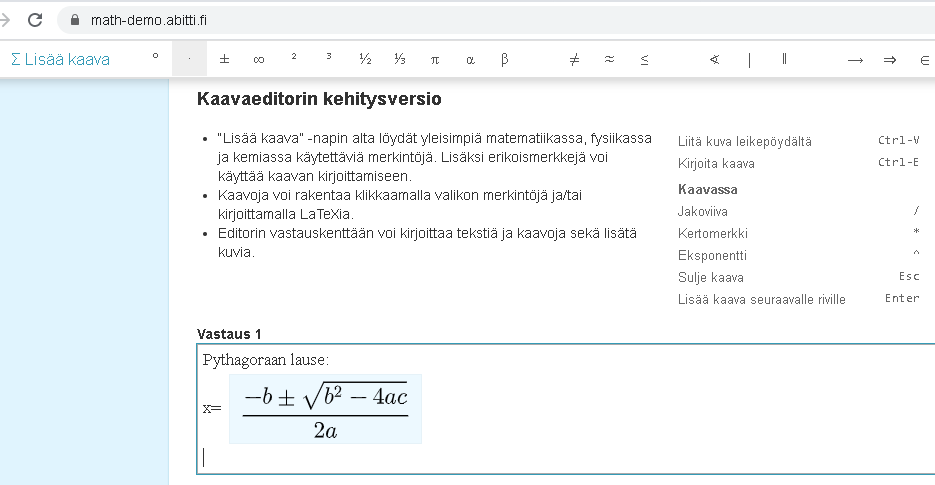 math-demo.abitti.fi
Σ Lisää kaava ° · ± ∞ ² ³ ½ ⅓ π α β ≠ ≈ ≤ ∢ | ‖ → ⇒ ∈
Kaavaeditorin kehitysversio
• "Lisää kaava" -napin alta löydät yleisimpiä matematiikassa, fysiikassa
ja kemiassa käytettäviä merkintöjä. Lisäksi erikoismerkkejä voi
käyttää kaavan kirjoittamiseen.
• Kaavoja voi rakentaa klikkaamalla valikon merkintöjä ja/tai
kirjoittamalla LaTeXia.
• Editorin vastauskenttään voi kirjoittaa tekstiä ja kaavoja sekä lisätä
kuvia.
Liitä kuva leikepöydältä Ctrl-V
Kirjoita kaava Ctrl-E
Kaavassa
Jakoviiva /
Kertomerkki *
Eksponentti ^
Sulje kaava Esc
Lisää kaava seuraavalle riville Enter
Vastaus 1
Pythagoraan lause:
x= \frac{-b ± \sqrt{b² − 4ac}}{2a}